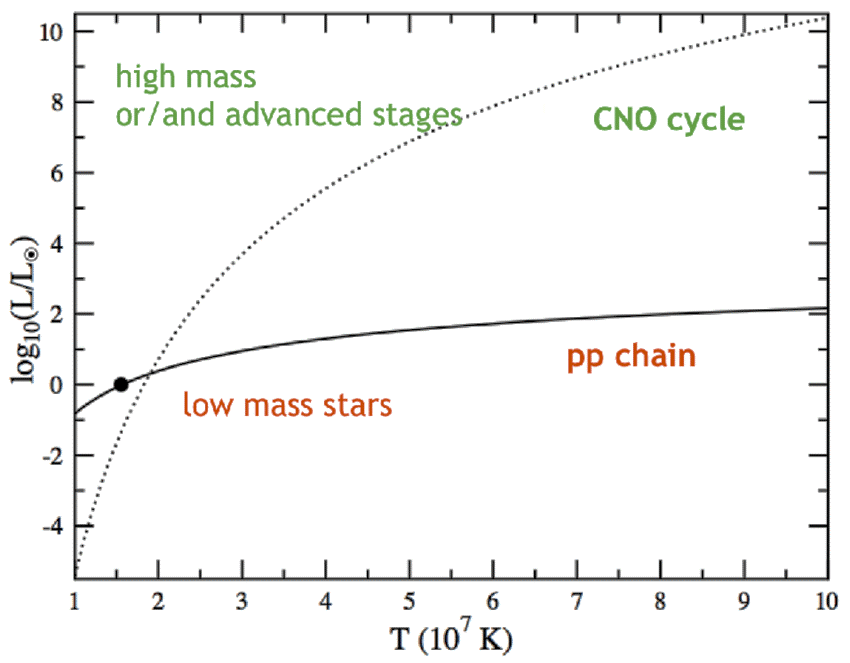 10
8
6
4
2
0
-2
-4
log10(L/L☉)
high mass
or/and advanced stages
CNO cycle
pp chain
low mass stars
1 2 3 4 5 6 7 8 9 10
T (10^7 K)